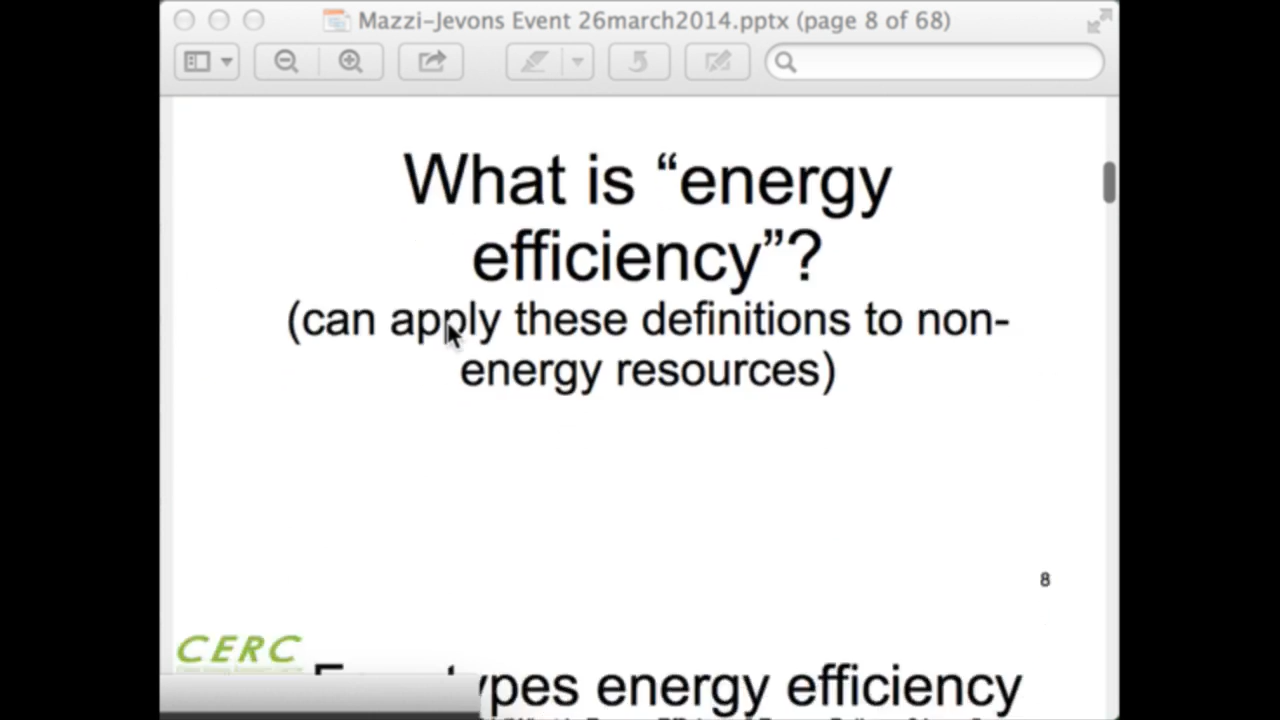 Mazzi-Jevons Event 26march2014.pptx (page 8 of 68)
What is “energy
efficiency”?
(can apply these definitions to non-
energy resources)
8
CERC
ypes energy efficiency